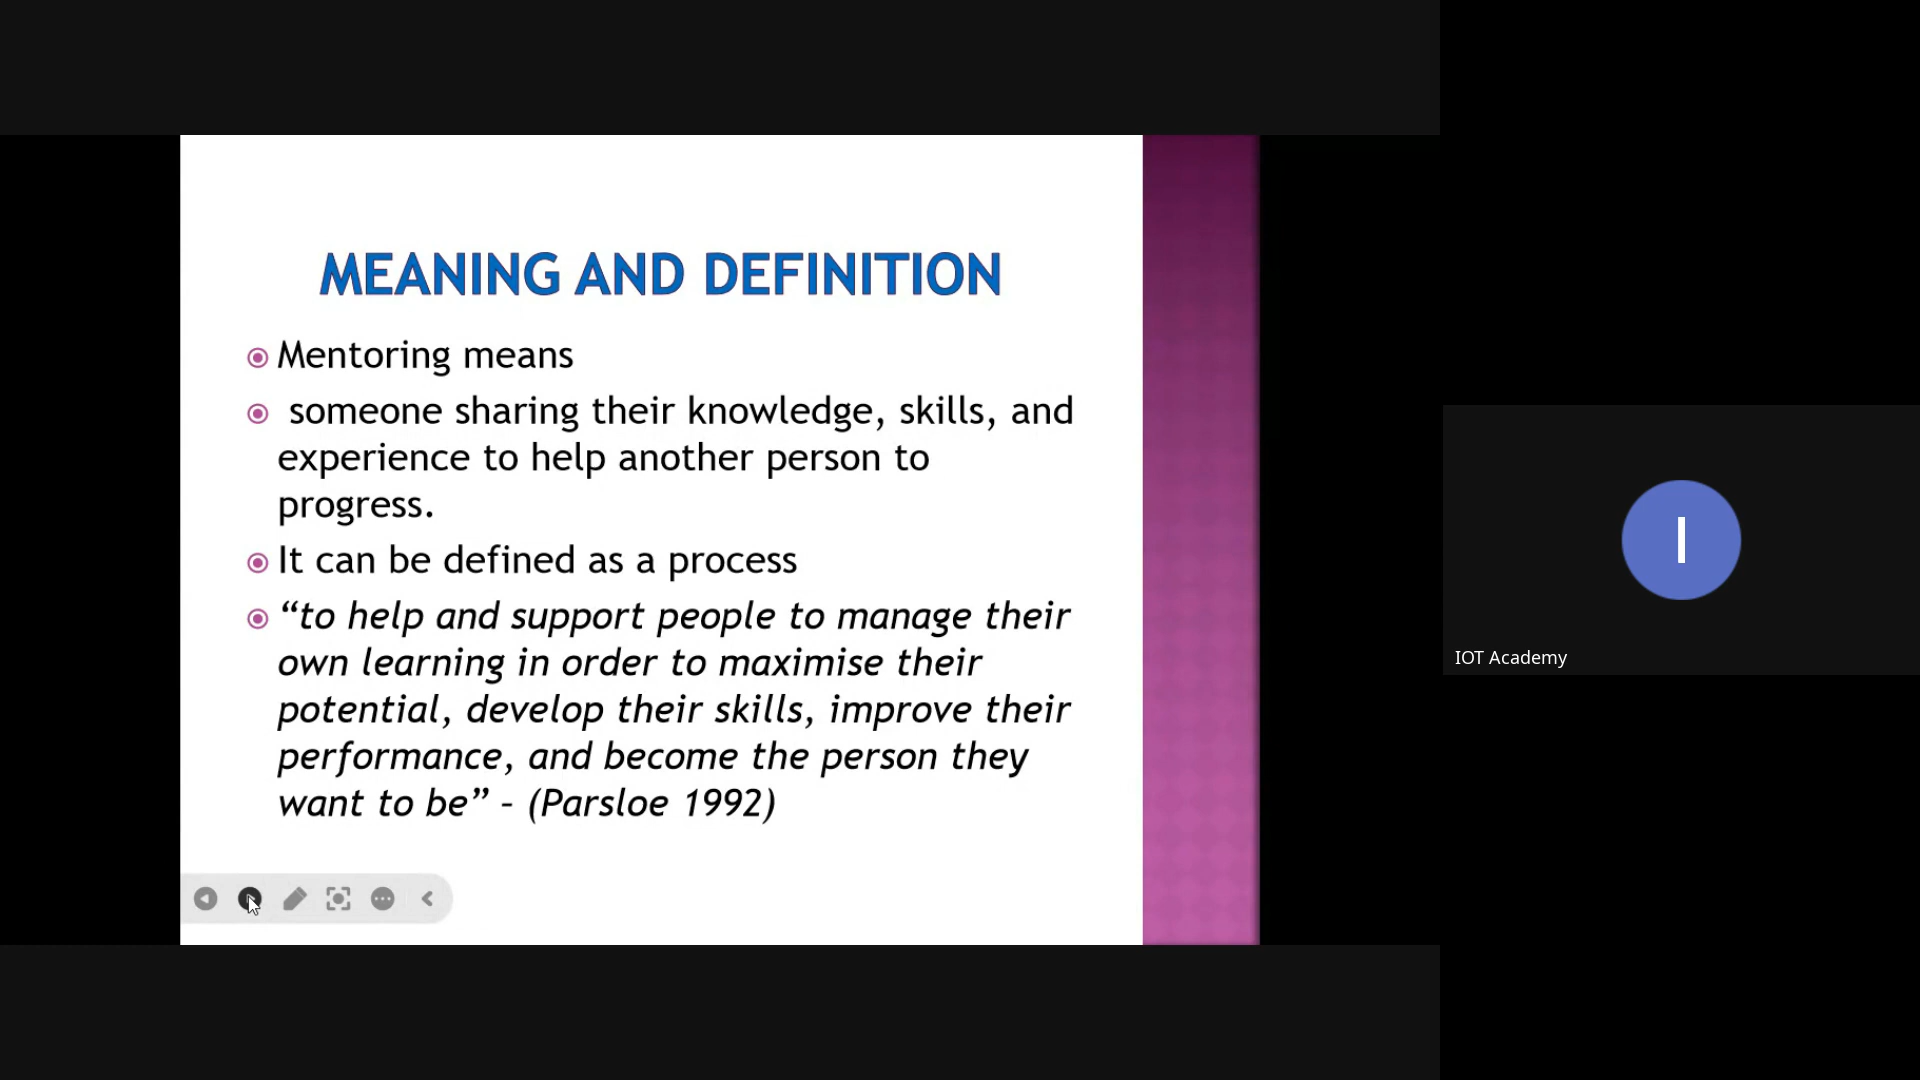 MEANING AND DEFINITION
Mentoring means
someone sharing their knowledge, skills, and
experience to help another person to
progress.
It can be defined as a process
“to help and support people to manage their
own learning in order to maximise their
potential, develop their skills, improve their
performance, and become the person they
want to be” – (Parsloe 1992)
I
IOT Academy